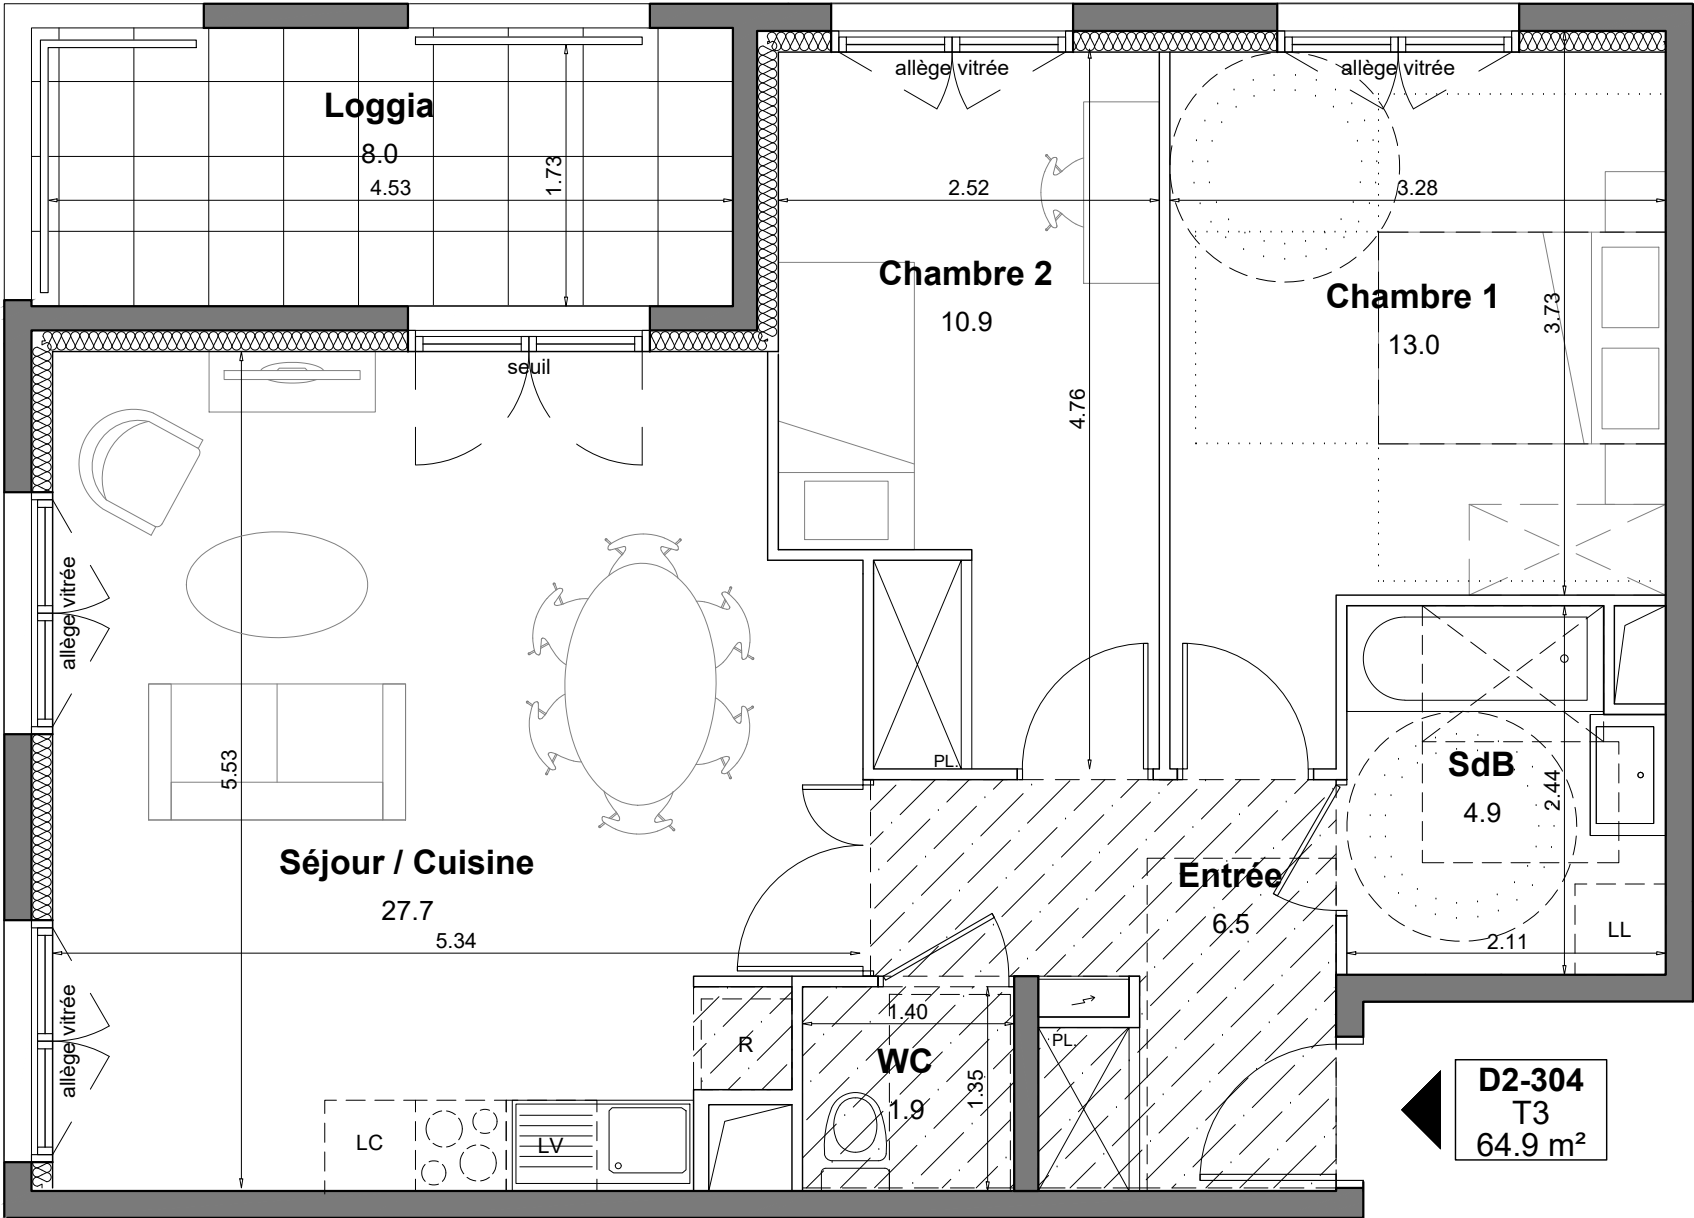 allège vitrée
allège vitrée
Loggia
8.0
4.53
1.73
2.52
3.28
Chambre 2
10.9
Chambre 1
13.0
3.73
4.76
seuil
allège vitrée
5.53
PL.
SdB
4.9
2.44
Séjour / Cuisine
27.7
5.34
Entrée
6.5
2.11
LL
allège vitrée
R
1.40
WC
1.9
1.35
PL.
LC
LV
D2-304
T3
64.9 m²